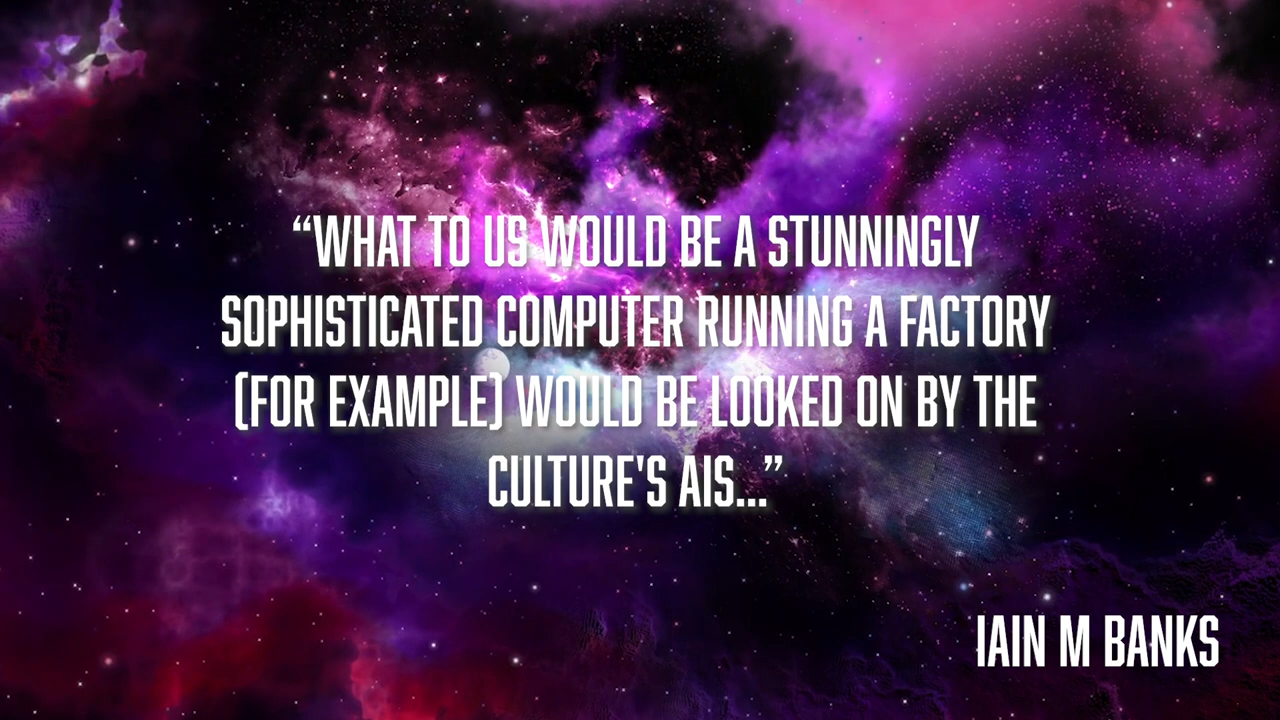 “WHAT TO US WOULD BE A STUNNINGLY
SOPHISTICATED COMPUTER RUNNING A FACTORY
(FOR EXAMPLE) WOULD BE LOOKED ON BY THE
CULTURE'S AIS...”
IAIN M BANKS